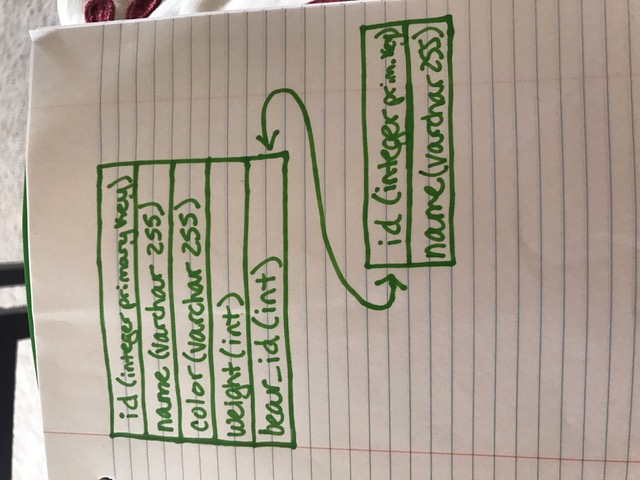 id (integer primary key)
name (varchar 255)
color (varchar 255)
weight (int)
bear_id (int)
id (integer prim. key)
name (varchar 255)